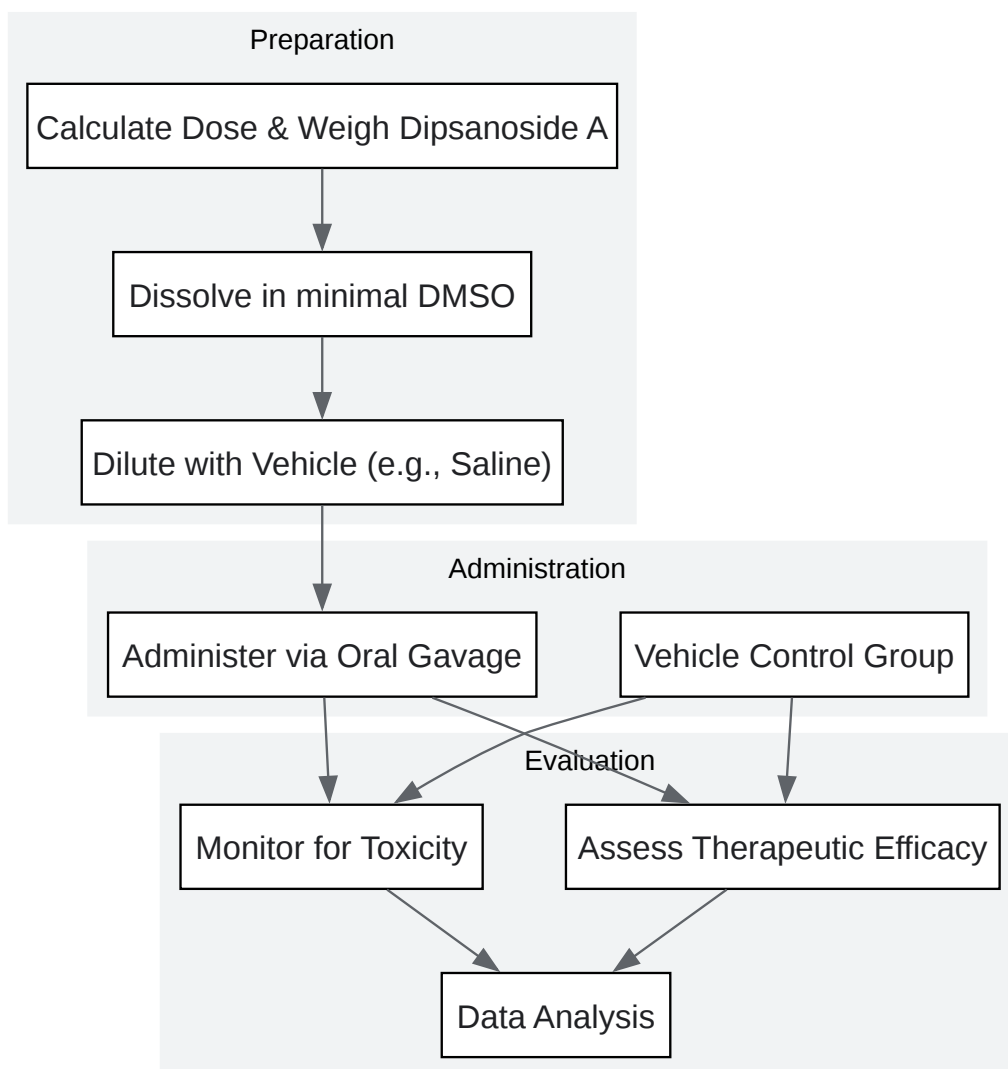 Preparation
Calculate Dose & Weigh Dipsanoside A
Dissolve in minimal DMSO
Dilute with Vehicle (e.g., Saline)
Administration
Administer via Oral Gavage
Vehicle Control Group
Evaluation
Monitor for Toxicity
Assess Therapeutic Efficacy
Data Analysis